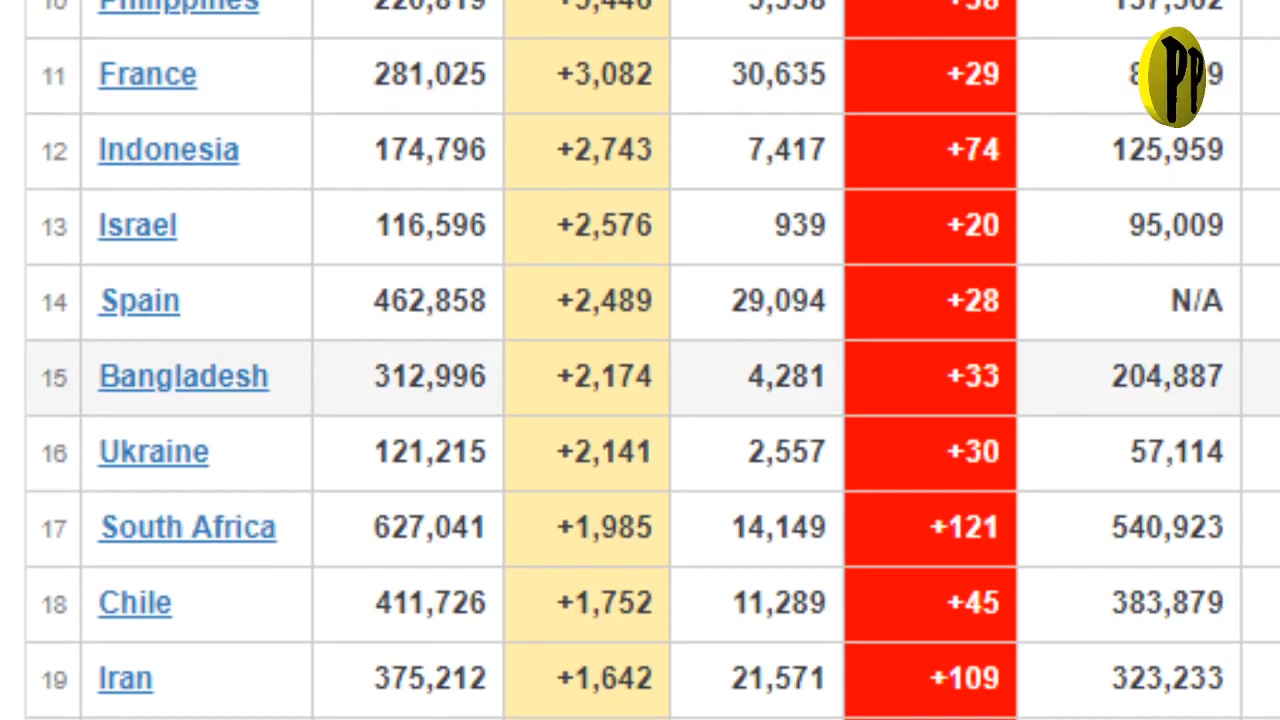 11 France 281,025 +3,082 30,635 +29
PP
12 Indonesia 174,796 +2,743 7,417 +74 125,959
13 Israel 116,596 +2,576 939 +20 95,009
14 Spain 462,858 +2,489 29,094 +28 N/A
15 Bangladesh 312,996 +2,174 4,281 +33 204,887
16 Ukraine 121,215 +2,141 2,557 +30 57,114
17 South Africa 627,041 +1,985 14,149 +121 540,923
18 Chile 411,726 +1,752 11,289 +45 383,879
19 Iran 375,212 +1,642 21,571 +109 323,233